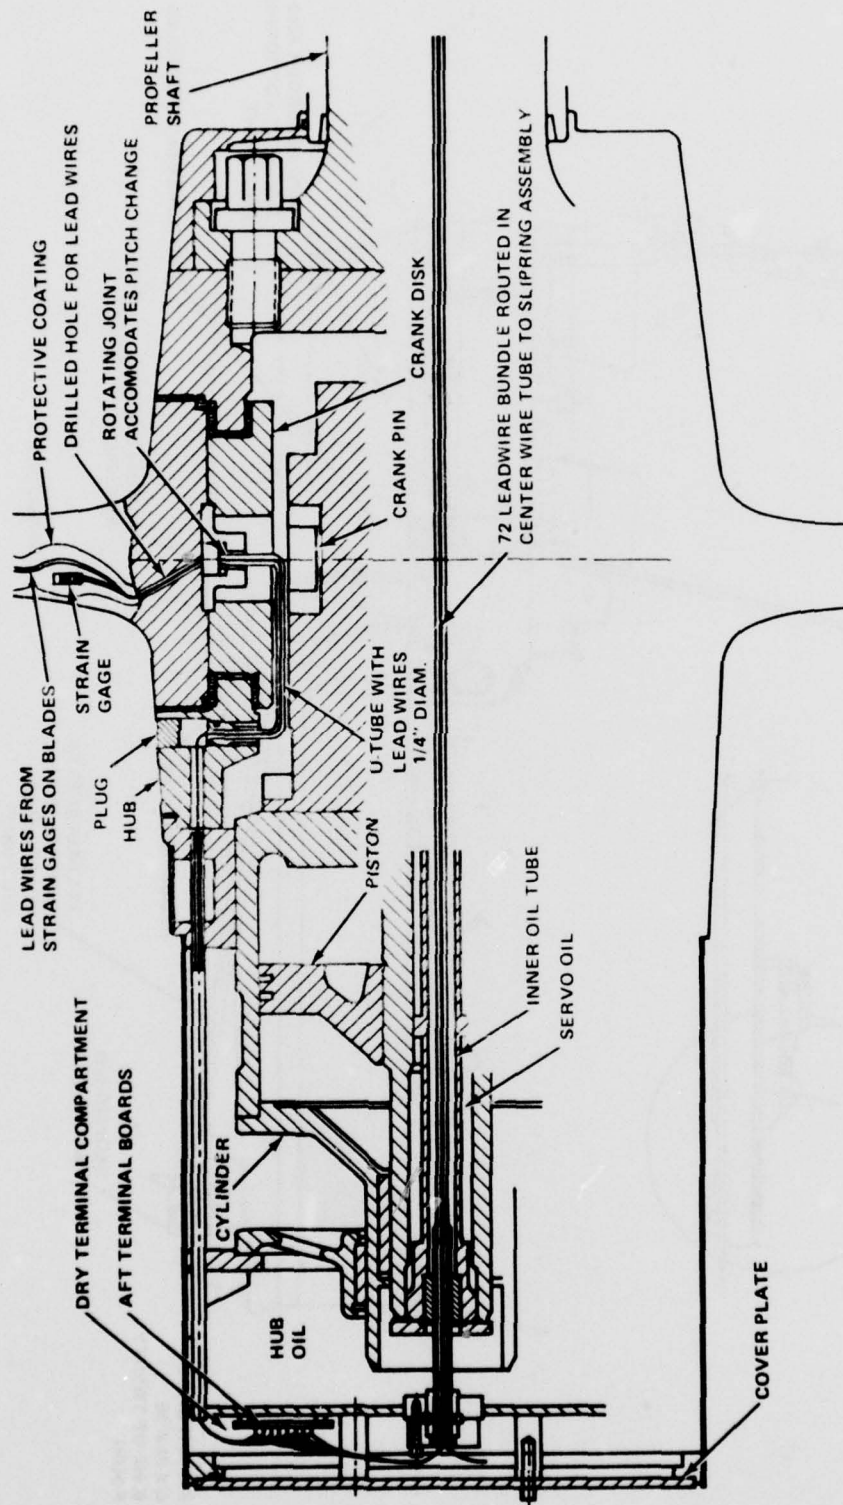 LEAD WIRES FROM
STRAIN GAGES ON BLADES
STRAIN
GAGE
PROTECTIVE COATING
DRILLED HOLE FOR LEAD WIRES
ROTATING JOINT
ACCOMODATES PITCH CHANGE
PROPELLER
SHAFT
PLUG
HUB
DRY TERMINAL COMPARTMENT
AFT TERMINAL BOARDS
CYLINDER
HUB
OIL
PISTON
U-TUBE WITH
LEAD WIRES
1/4" DIAM.
CRANK PIN
CRANK DISK
INNER OIL TUBE
SERVO OIL
72 LEADWIRE BUNDLE ROUTED IN
CENTER WIRE TUBE TO SLIPRING ASSEMBLY
COVER PLATE